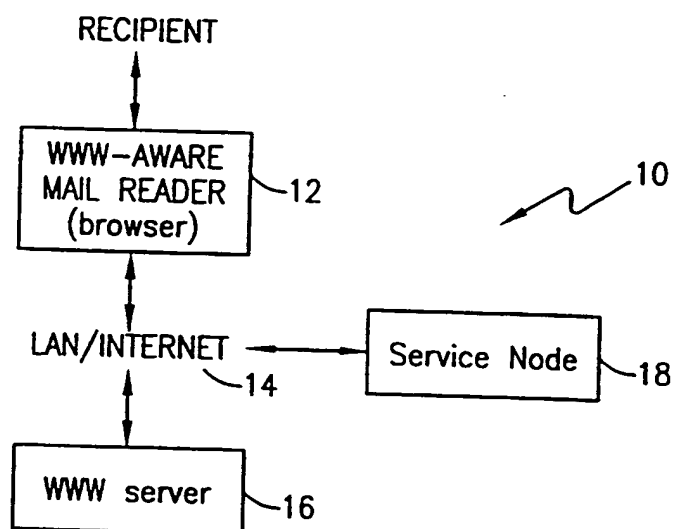 RECIPIENT
WWW-AWARE
MAIL READER
(browser)
12
10
LAN/INTERNET
14
Service Node
18
WWW server
16